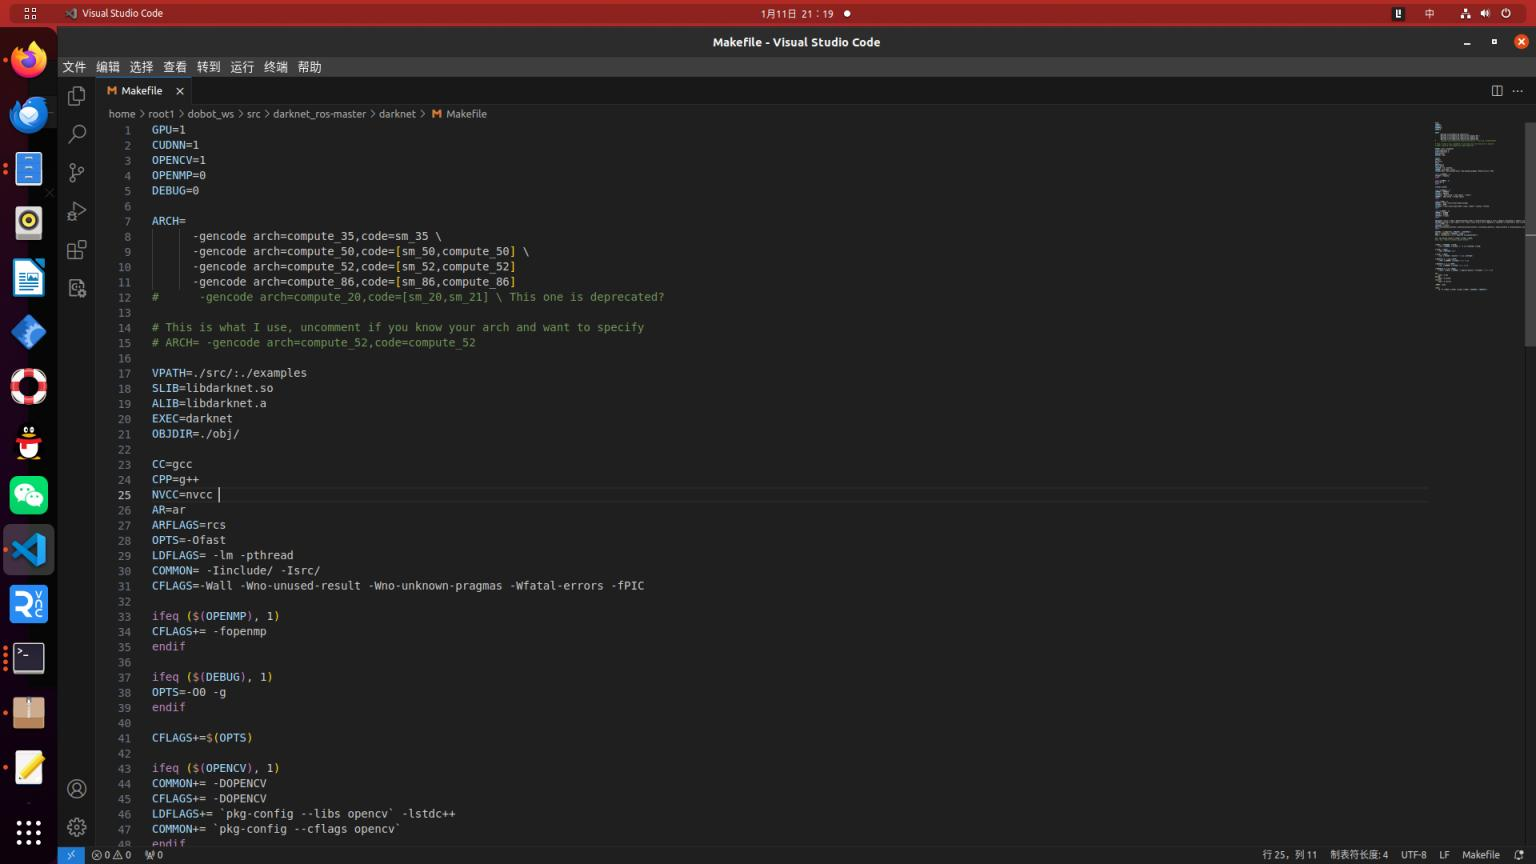 Visual Studio Code
1月11日 21：19
中
Makefile - Visual Studio Code
文件 编辑 选择 查看 转到 运行 终端 帮助
Makefile
home > root1 > dobot_ws > src > darknet_ros-master > darknet > Makefile
1 GPU=1
2 CUDNN=1
3 OPENCV=1
4 OPENMP=0
5 DEBUG=0
6
7 ARCH=
8 -gencode arch=compute_35,code=sm_35 \
9 -gencode arch=compute_50,code=[sm_50,compute_50] \
10 -gencode arch=compute_52,code=[sm_52,compute_52]
11 -gencode arch=compute_86,code=[sm_86,compute_86]
12 # -gencode arch=compute_20,code=[sm_20,sm_21] \ This one is deprecated?
13
14 # This is what I use, uncomment if you know your arch and want to specify
15 # ARCH= -gencode arch=compute_52,code=compute_52
16
17 VPATH=./src/:./examples
18 SLIB=libdarknet.so
19 ALIB=libdarknet.a
20 EXEC=darknet
21 OBJDIR=./obj/
22
23 CC=gcc
24 CPP=g++
25 NVCC=nvcc
26 AR=ar
27 ARFLAGS=rcs
28 OPTS=-Ofast
29 LDFLAGS= -lm -pthread
30 COMMON= -Iinclude/ -Isrc/
31 CFLAGS=-Wall -Wno-unused-result -Wno-unknown-pragmas -Wfatal-errors -fPIC
32
33 ifeq ($(OPENMP), 1)
34 CFLAGS+= -fopenmp
35 endif
36
37 ifeq ($(DEBUG), 1)
38 OPTS=-O0 -g
39 endif
40
41 CFLAGS+=$(OPTS)
42
43 ifeq ($(OPENCV), 1)
44 COMMON+= -DOPENCV
45 CFLAGS+= -DOPENCV
46 LDFLAGS+= `pkg-config --libs opencv` -lstdc++
47 COMMON+= `pkg-config --cflags opencv`
48 endif
0 0 0
行 25，列 11 制表符长度: 4 UTF-8 LF Makefile